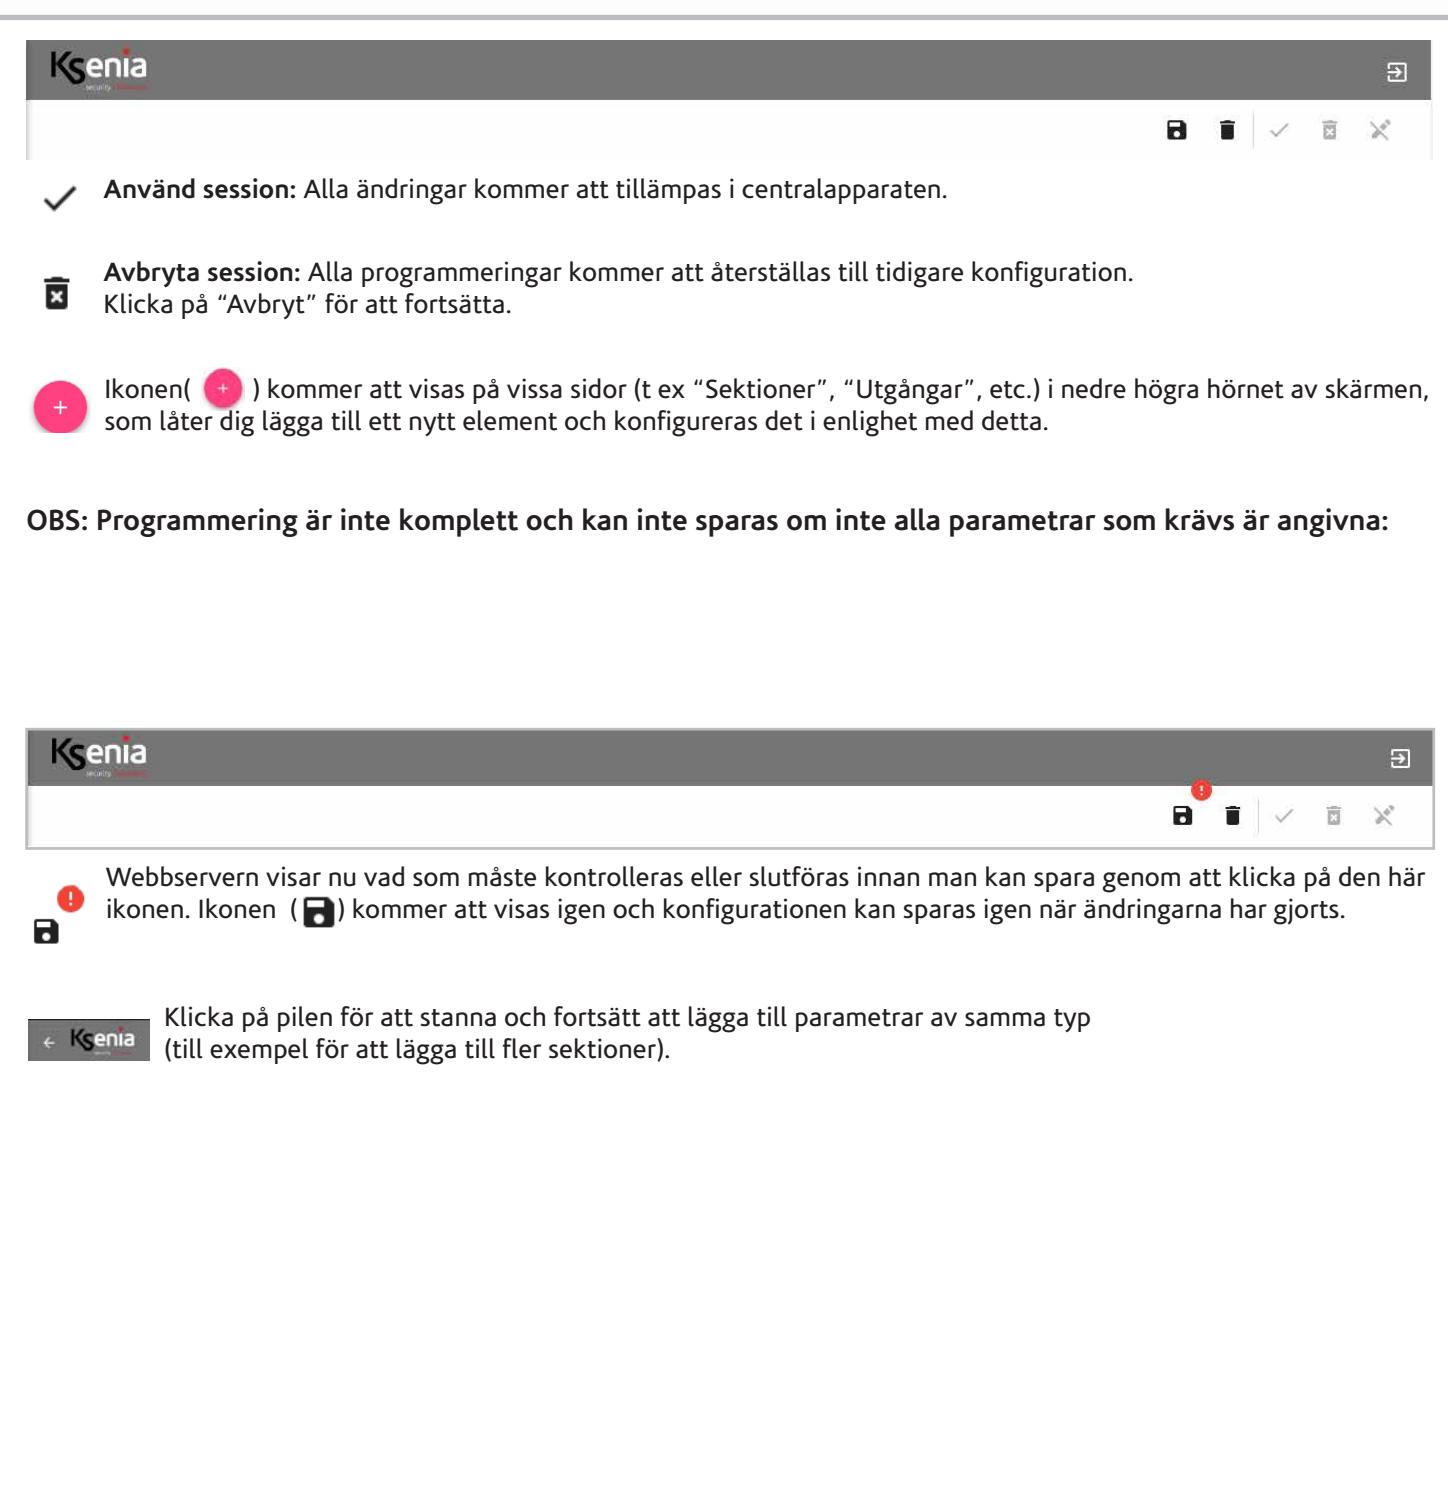 Ksenia
security
Använd session: Alla ändringar kommer att tillämpas i centralapparaten.
Avbryta session: Alla programmeringar kommer att återställas till tidigare konfiguration.
Klicka på “Avbryt” för att fortsätta.
Ikonen( + ) kommer att visas på vissa sidor (t ex “Sektioner”, “Utgångar”, etc.) i nedre högra hörnet av skärmen,
som låter dig lägga till ett nytt element och konfigureras det i enlighet med detta.
OBS: Programmering är inte komplett och kan inte sparas om inte alla parametrar som krävs är angivna:
Ksenia
security
Webbservern visar nu vad som måste kontrolleras eller slutföras innan man kan spara genom att klicka på den här
ikonen. Ikonen ( ) kommer att visas igen och konfigurationen kan sparas igen när ändringarna har gjorts.
Ksenia
Klicka på pilen för att stanna och fortsätt att lägga till parametrar av samma typ
(till exempel för att lägga till fler sektioner).